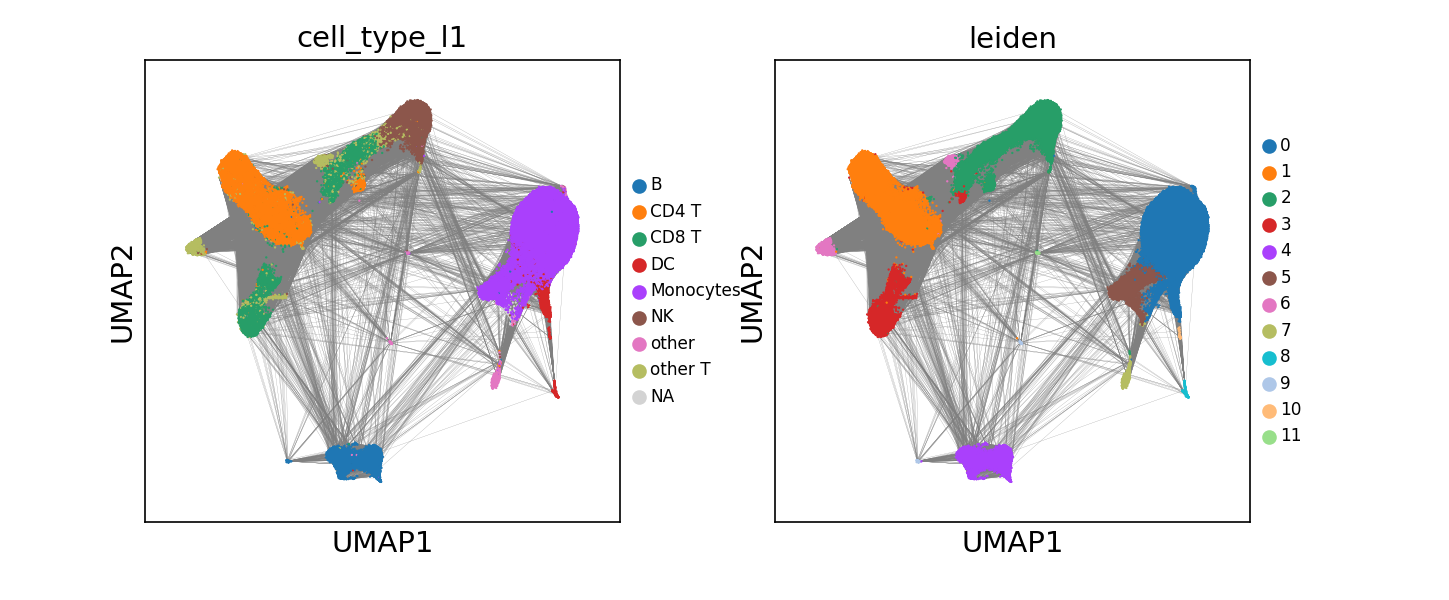 cell_type_l1
UMAP2
UMAP1
B
CD4 T
CD8 T
DC
Monocytes
NK
other
other T
NA
leiden
UMAP2
UMAP1
0
1
2
3
4
5
6
7
8
9
10
11